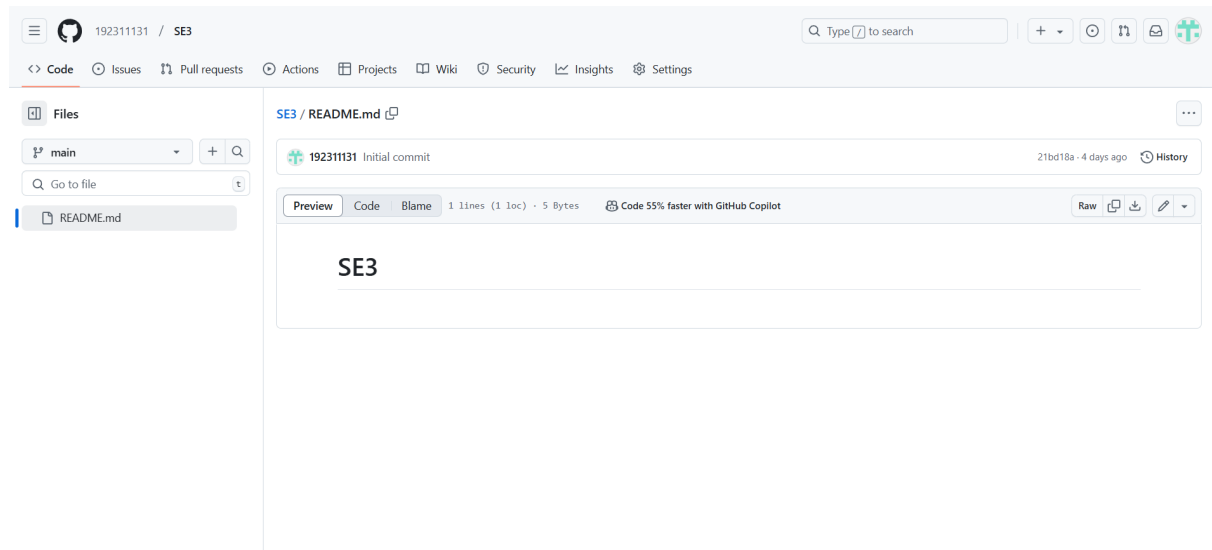 192311131 / SE3
Type / to search
Code Issues Pull requests Actions Projects Wiki Security Insights Settings
Files
main
Go to file t
README.md
SE3 / README.md
192311131 Initial commit
21bd18a · 4 days ago History
Preview Code Blame 1 lines (1 loc) · 5 Bytes Code 55% faster with GitHub Copilot
Raw
SE3